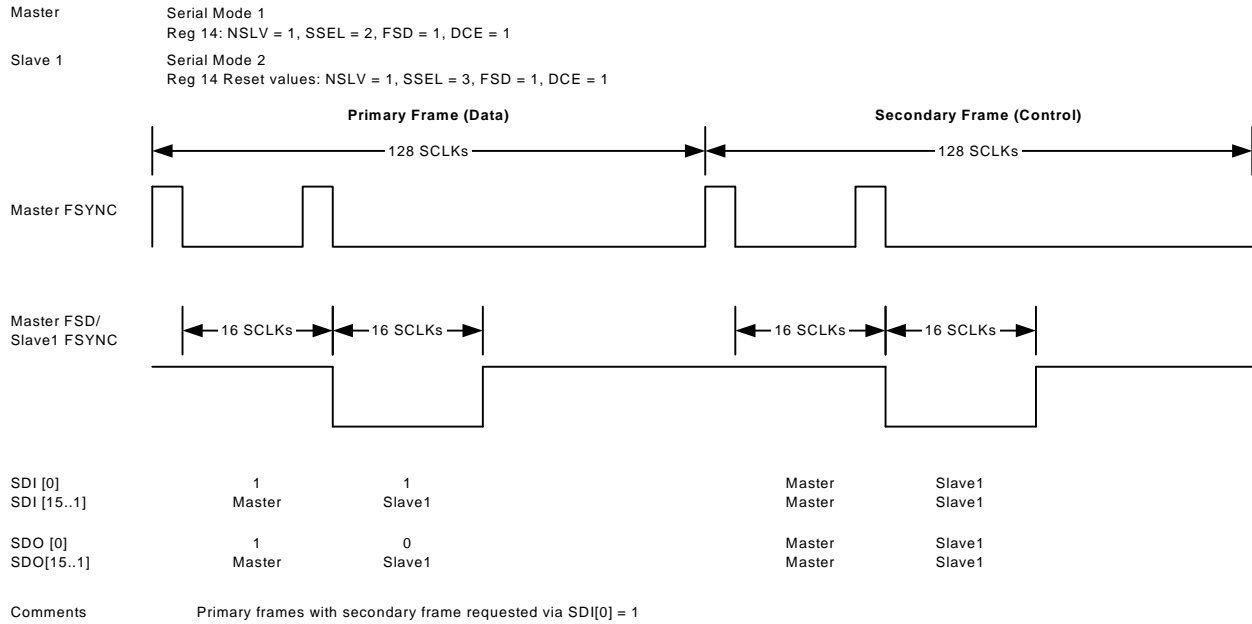 Master Serial Mode 1
Reg 14: NSLV = 1, SSEL = 2, FSD = 1, DCE = 1
Slave 1 Serial Mode 2
Reg 14 Reset values: NSLV = 1, SSEL = 3, FSD = 1, DCE = 1
Primary Frame (Data) Secondary Frame (Control)
128 SCLKs 128 SCLKs
Master FSYNC
Master FSD/
Slave1 FSYNC
16 SCLKs 16 SCLKs 16 SCLKs 16 SCLKs
SDI [0] 1 1 Master Slave1
SDI [15..1] Master Slave1 Master Slave1
SDO [0] 1 0 Master Slave1
SDO[15..1] Master Slave1 Master Slave1
Comments Primary frames with secondary frame requested via SDI[0] = 1